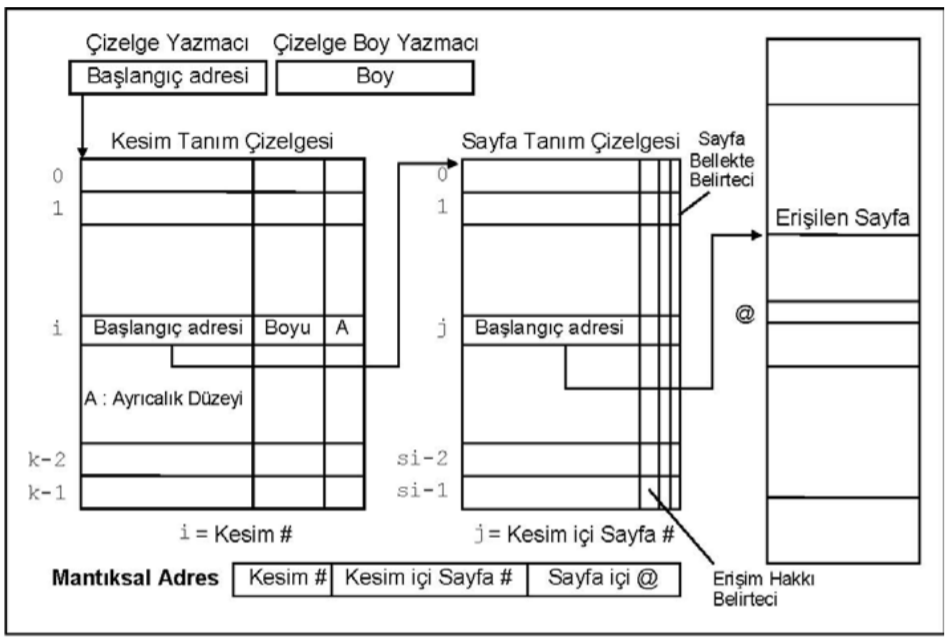 Çizelge Yazmacı Çizelge Boy Yazmacı
Başlangıç adresi Boy
Kesim Tanım Çizelgesi Sayfa Tanım Çizelgesi
Sayfa
Bellekte
Belirteci
0 0
1 1
Erişilen Sayfa
@
i Başlangıç adresi Boyu A j Başlangıç adresi
A : Ayrıcalık Düzeyi
k-2 si-2
k-1 si-1
i = Kesim # j = Kesim içi Sayfa #
Mantıksal Adres Kesim # Kesim içi Sayfa # Sayfa içi @
Erişim Hakkı
Belirteci